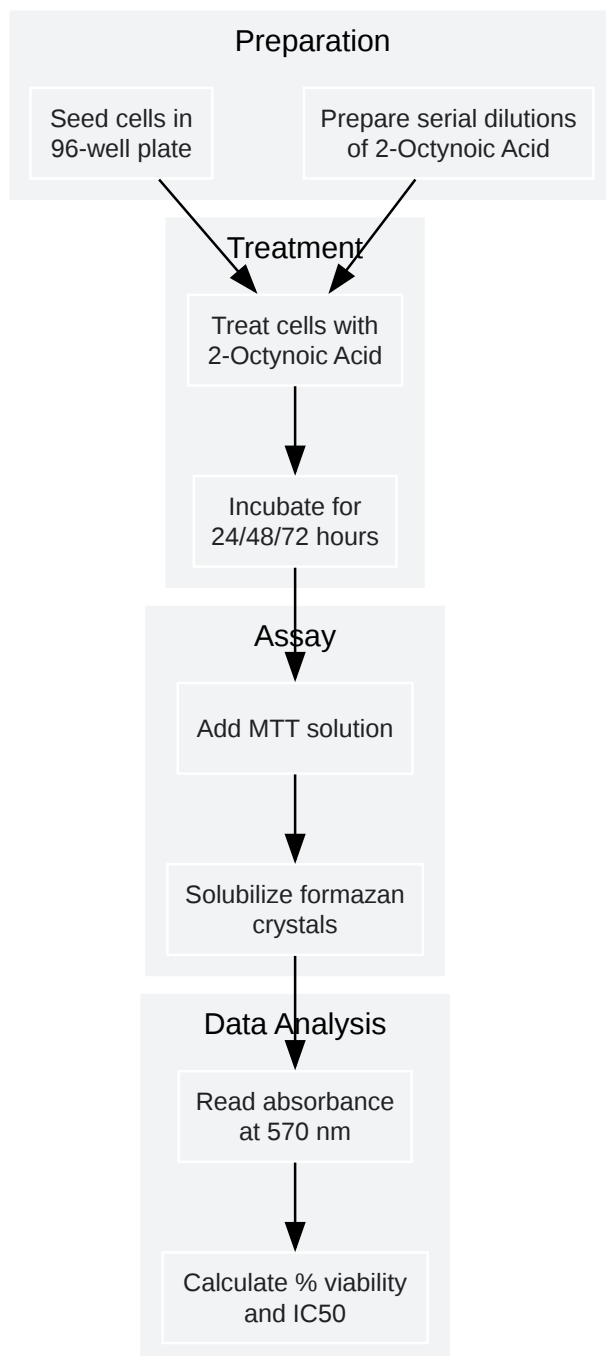 Preparation
Seed cells in
96-well plate
Prepare serial dilutions
of 2-Octynoic Acid
Treatment
Treat cells with
2-Octynoic Acid
Incubate for
24/48/72 hours
Assay
Add MTT solution
Solubilize formazan
crystals
Data Analysis
Read absorbance
at 570 nm
Calculate % viability
and IC50